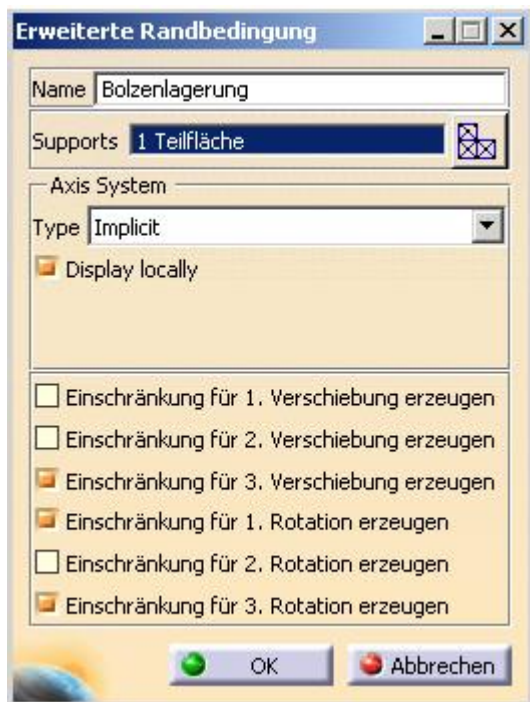 Erweiterte Randbedingung
Name Bolzenlagerung
Supports 1 Teilfläche
Axis System
Type Implicit
Display locally
Einschränkung für 1. Verschiebung erzeugen
Einschränkung für 2. Verschiebung erzeugen
Einschränkung für 3. Verschiebung erzeugen
Einschränkung für 1. Rotation erzeugen
Einschränkung für 2. Rotation erzeugen
Einschränkung für 3. Rotation erzeugen
OK Abbrechen